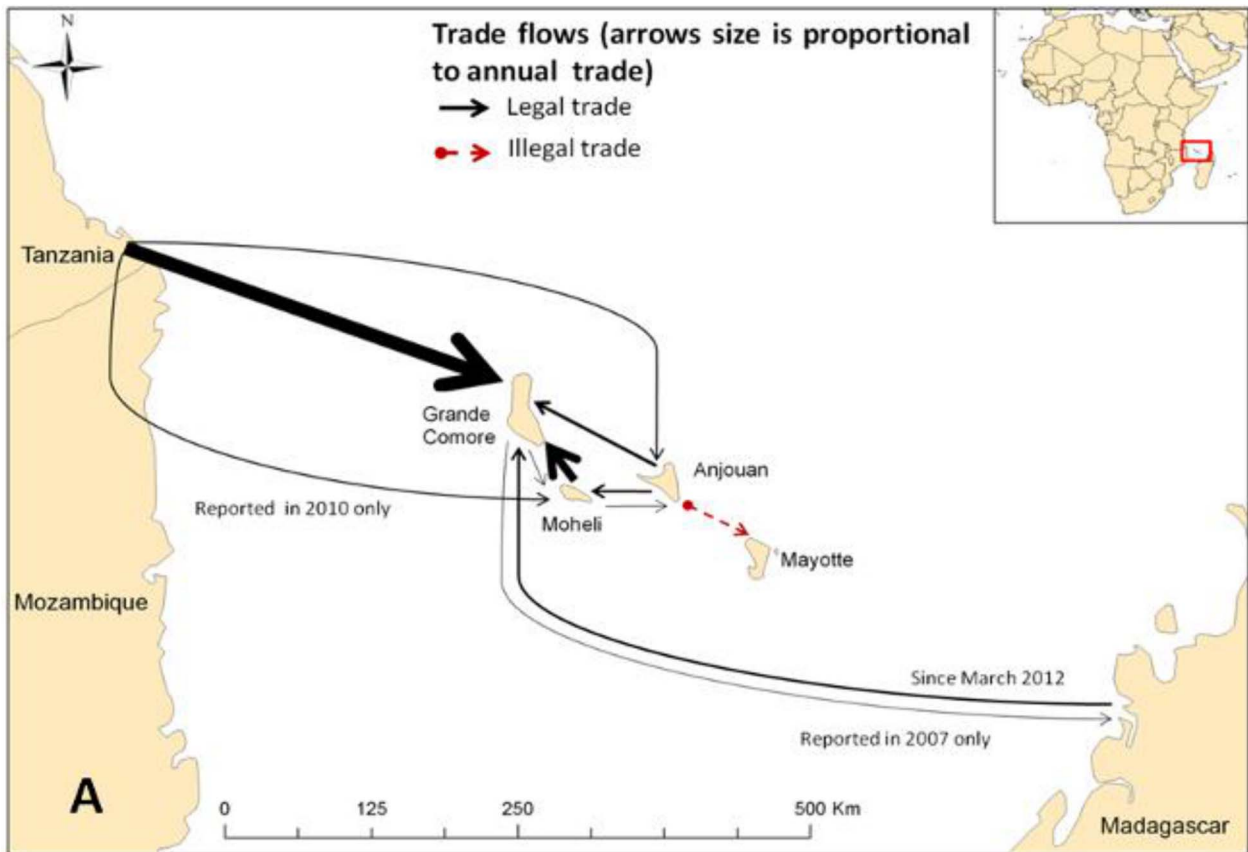 N
Trade flows (arrows size is proportional
to annual trade)
Legal trade
Illegal trade
Tanzania
Grande
Comore
Anjouan
Reported in 2010 only
Moheli
Mayotte
Mozambique
Since March 2012
Reported in 2007 only
A
0 125 250 500 Km
Madagascar